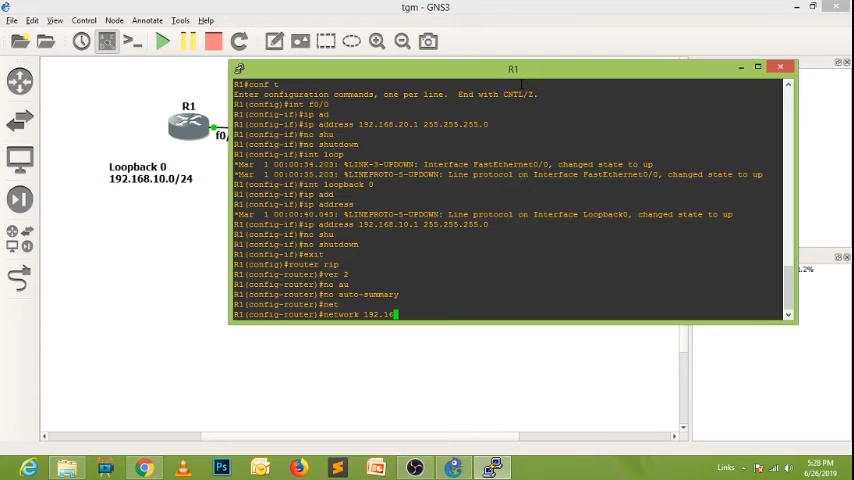 tgm - GNS3
File Edit View Control Node Annotate Tools Help
R1
R1#conf t
Enter configuration commands, one per line. End with CNTL/Z.
R1(config)#int f0/0
R1(config-if)#ip ad
R1(config-if)#ip address 192.168.20.1 255.255.255.0
R1(config-if)#no shu
R1(config-if)#no shutdown
R1(config-if)#int loop
*Mar 1 00:00:34.203: %LINK-3-UPDOWN: Interface FastEthernet0/0, changed state to up
*Mar 1 00:00:35.203: %LINEPROTO-5-UPDOWN: Line protocol on Interface FastEthernet0/0, changed state to up
R1(config-if)#int loopback 0
R1(config-if)#ip add
R1(config-if)#ip address
*Mar 1 00:00:40.043: %LINEPROTO-5-UPDOWN: Line protocol on Interface Loopback0, changed state to up
R1(config-if)#ip address 192.168.10.1 255.255.255.0
R1(config-if)#no shu
R1(config-if)#no shutdown
R1(config-if)#exit
R1(config)#router rip
R1(config-router)#ver 2
R1(config-router)#no au
R1(config-router)#no auto-summary
R1(config-router)#net
R1(config-router)#network 192.16
R1
f0/
Loopback 0
192.168.10.0/24
.2%
Links
5:28 PM
6/26/2019